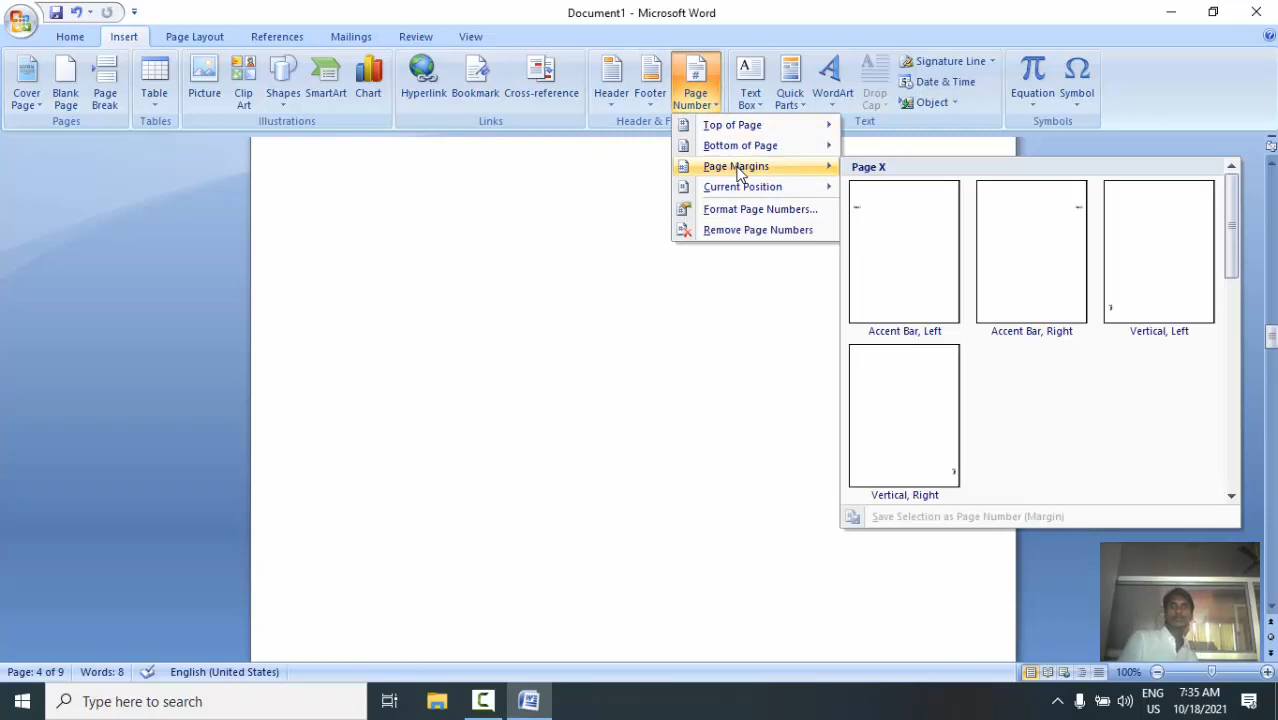 Document1 - Microsoft Word
Home Insert Page Layout References Mailings Review View
Cover Page
Blank Page
Page Break
Pages
Table
Tables
Picture
Clip Art
Shapes
SmartArt
Chart
Illustrations
Hyperlink
Bookmark
Cross-reference
Links
Header
Footer
Page Number
Header & F
Text Box
Quick Parts
WordArt
Drop Cap
Signature Line
Date & Time
Object
Text
Equation
Symbol
Symbols
Top of Page
Bottom of Page
Page Margins
Current Position
Format Page Numbers...
Remove Page Numbers
Page X
Accent Bar, Left
Accent Bar, Right
Vertical, Left
Vertical, Right
Save Selection as Page Number (Margin)
Page: 4 of 9 Words: 8 English (United States) 100%
Type here to search
ENG US
7:35 AM
10/18/2021